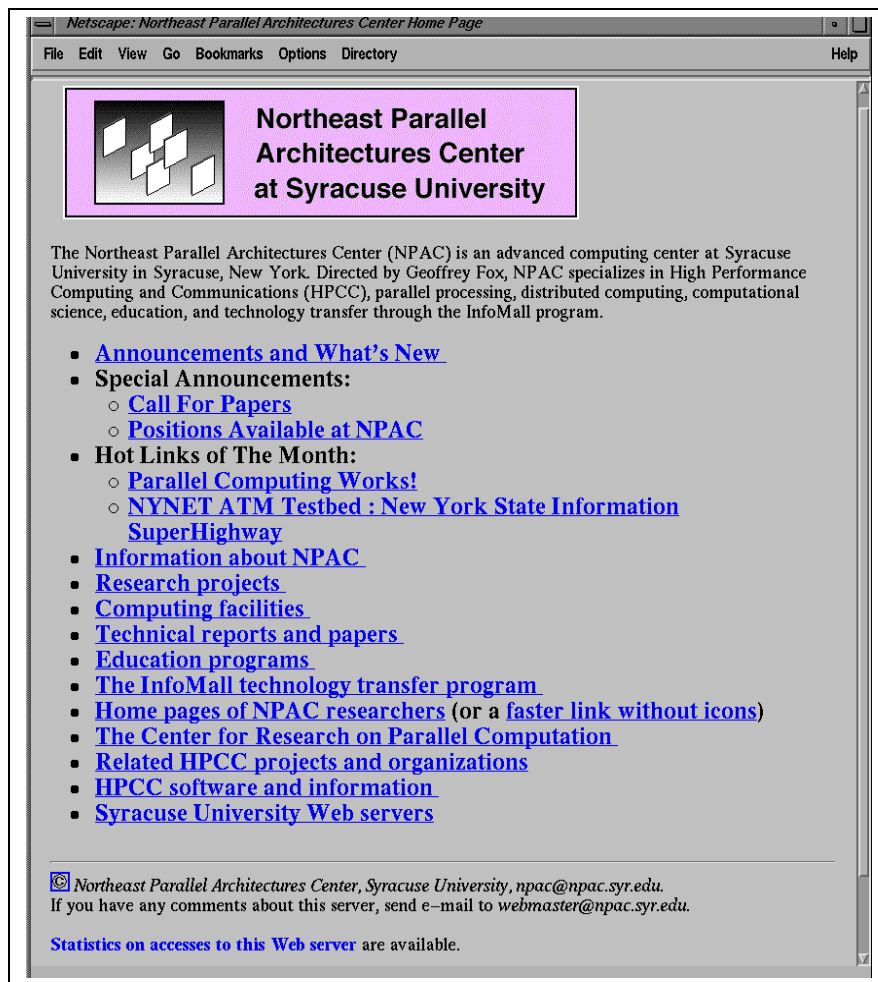 Netscape: Northeast Parallel Architectures Center Home Page
File Edit View Go Bookmarks Options Directory Help
Northeast Parallel
Architectures Center
at Syracuse University
The Northeast Parallel Architectures Center (NPAC) is an advanced computing center at Syracuse
University in Syracuse, New York. Directed by Geoffrey Fox, NPAC specializes in High Performance
Computing and Communications (HPCC), parallel processing, distributed computing, computational
science, education, and technology transfer through the InfoMall program.
Announcements and What's New
Special Announcements:
Call For Papers
Positions Available at NPAC
Hot Links of The Month:
Parallel Computing Works!
NYNET ATM Testbed : New York State Information
SuperHighway
Information about NPAC
Research projects
Computing facilities
Technical reports and papers
Education programs
The InfoMall technology transfer program
Home pages of NPAC researchers (or a faster link without icons)
The Center for Research on Parallel Computation
Related HPCC projects and organizations
HPCC software and information
Syracuse University Web servers
© Northeast Parallel Architectures Center, Syracuse University, npac@npac.syr.edu.
If you have any comments about this server, send e-mail to webmaster@npac.syr.edu.
Statistics on accesses to this Web server are available.